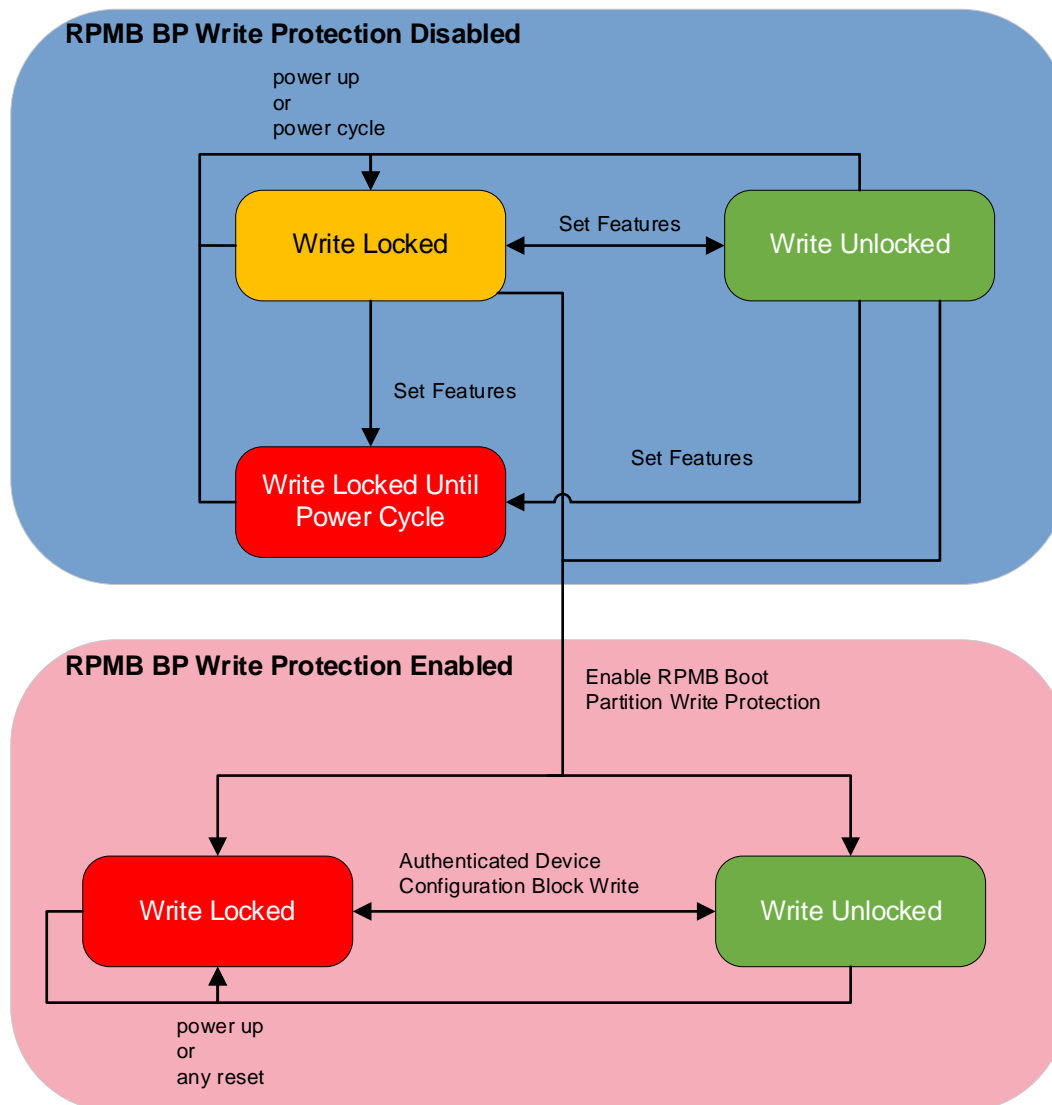 RPMB BP Write Protection Disabled
power up
or
power cycle
Write Locked
Set Features
Write Unlocked
Set Features
Write Locked Until
Power Cycle
Set Features
RPMB BP Write Protection Enabled
Enable RPMB Boot
Partition Write Protection
Write Locked
Authenticated Device
Configuration Block Write
Write Unlocked
power up
or
any reset